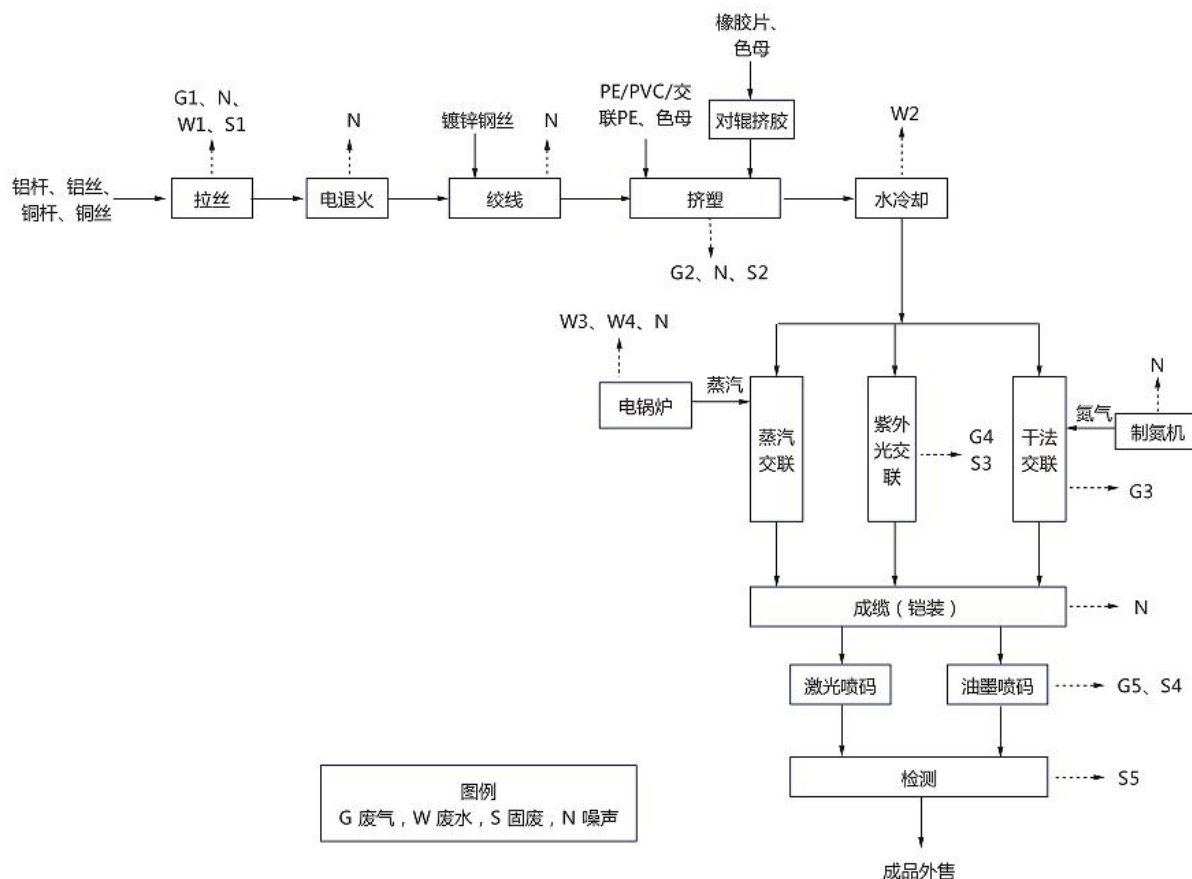 橡胶片、
色母
G1、N、
W1、S1
N
镀锌钢丝
N
PE/PVC/交
联PE、色母
对辊挤胶
W2
铝杆、铝丝、
铜杆、铜丝
拉丝
电退火
绞线
挤塑
水冷却
G2、N、S2
W3、W4、N
电锅炉
蒸汽
蒸汽
交联
紫外
光交
联
G4
S3
干法
交联
氮气
N
制氮机
G3
成缆（铠装）
N
激光喷码
油墨喷码
G5、S4
检测
S5
图例
G 废气，W 废水，S 固废，N 噪声
成品外售